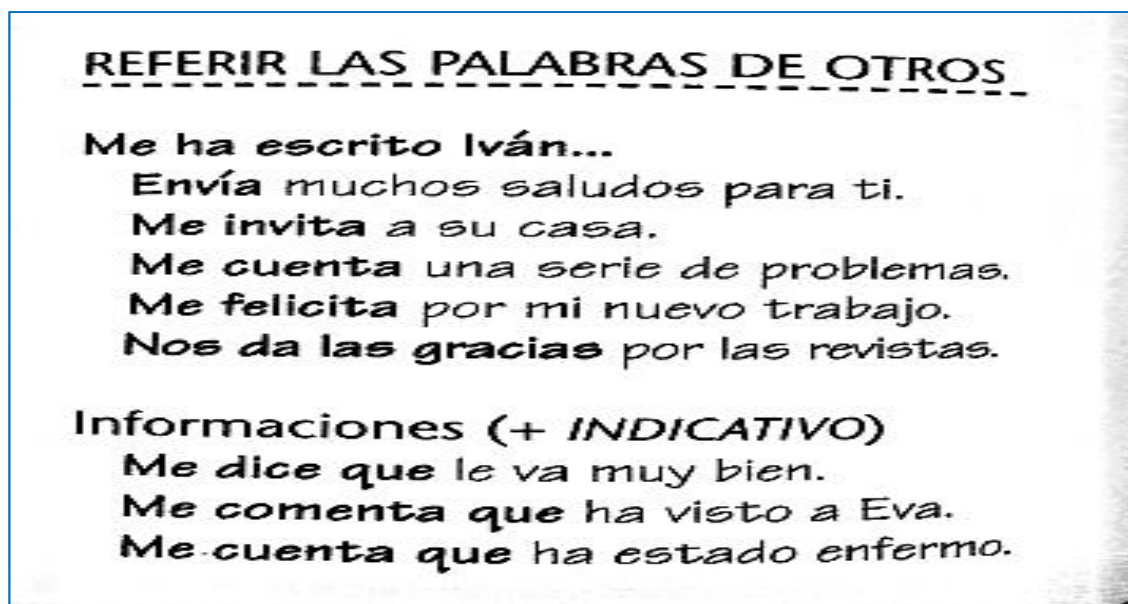 REFERIR LAS PALABRAS DE OTROS
Me ha escrito Iván...
Envía muchos saludos para ti.
Me invita a su casa.
Me cuenta una serie de problemas.
Me felicita por mi nuevo trabajo.
Nos da las gracias por las revistas.
Informaciones (+ INDICATIVO)
Me dice que le va muy bien.
Me comenta que ha visto a Eva.
Me cuenta que ha estado enfermo.